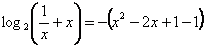 log₂(1/x + x) = −(x² − 2x + 1 − 1)